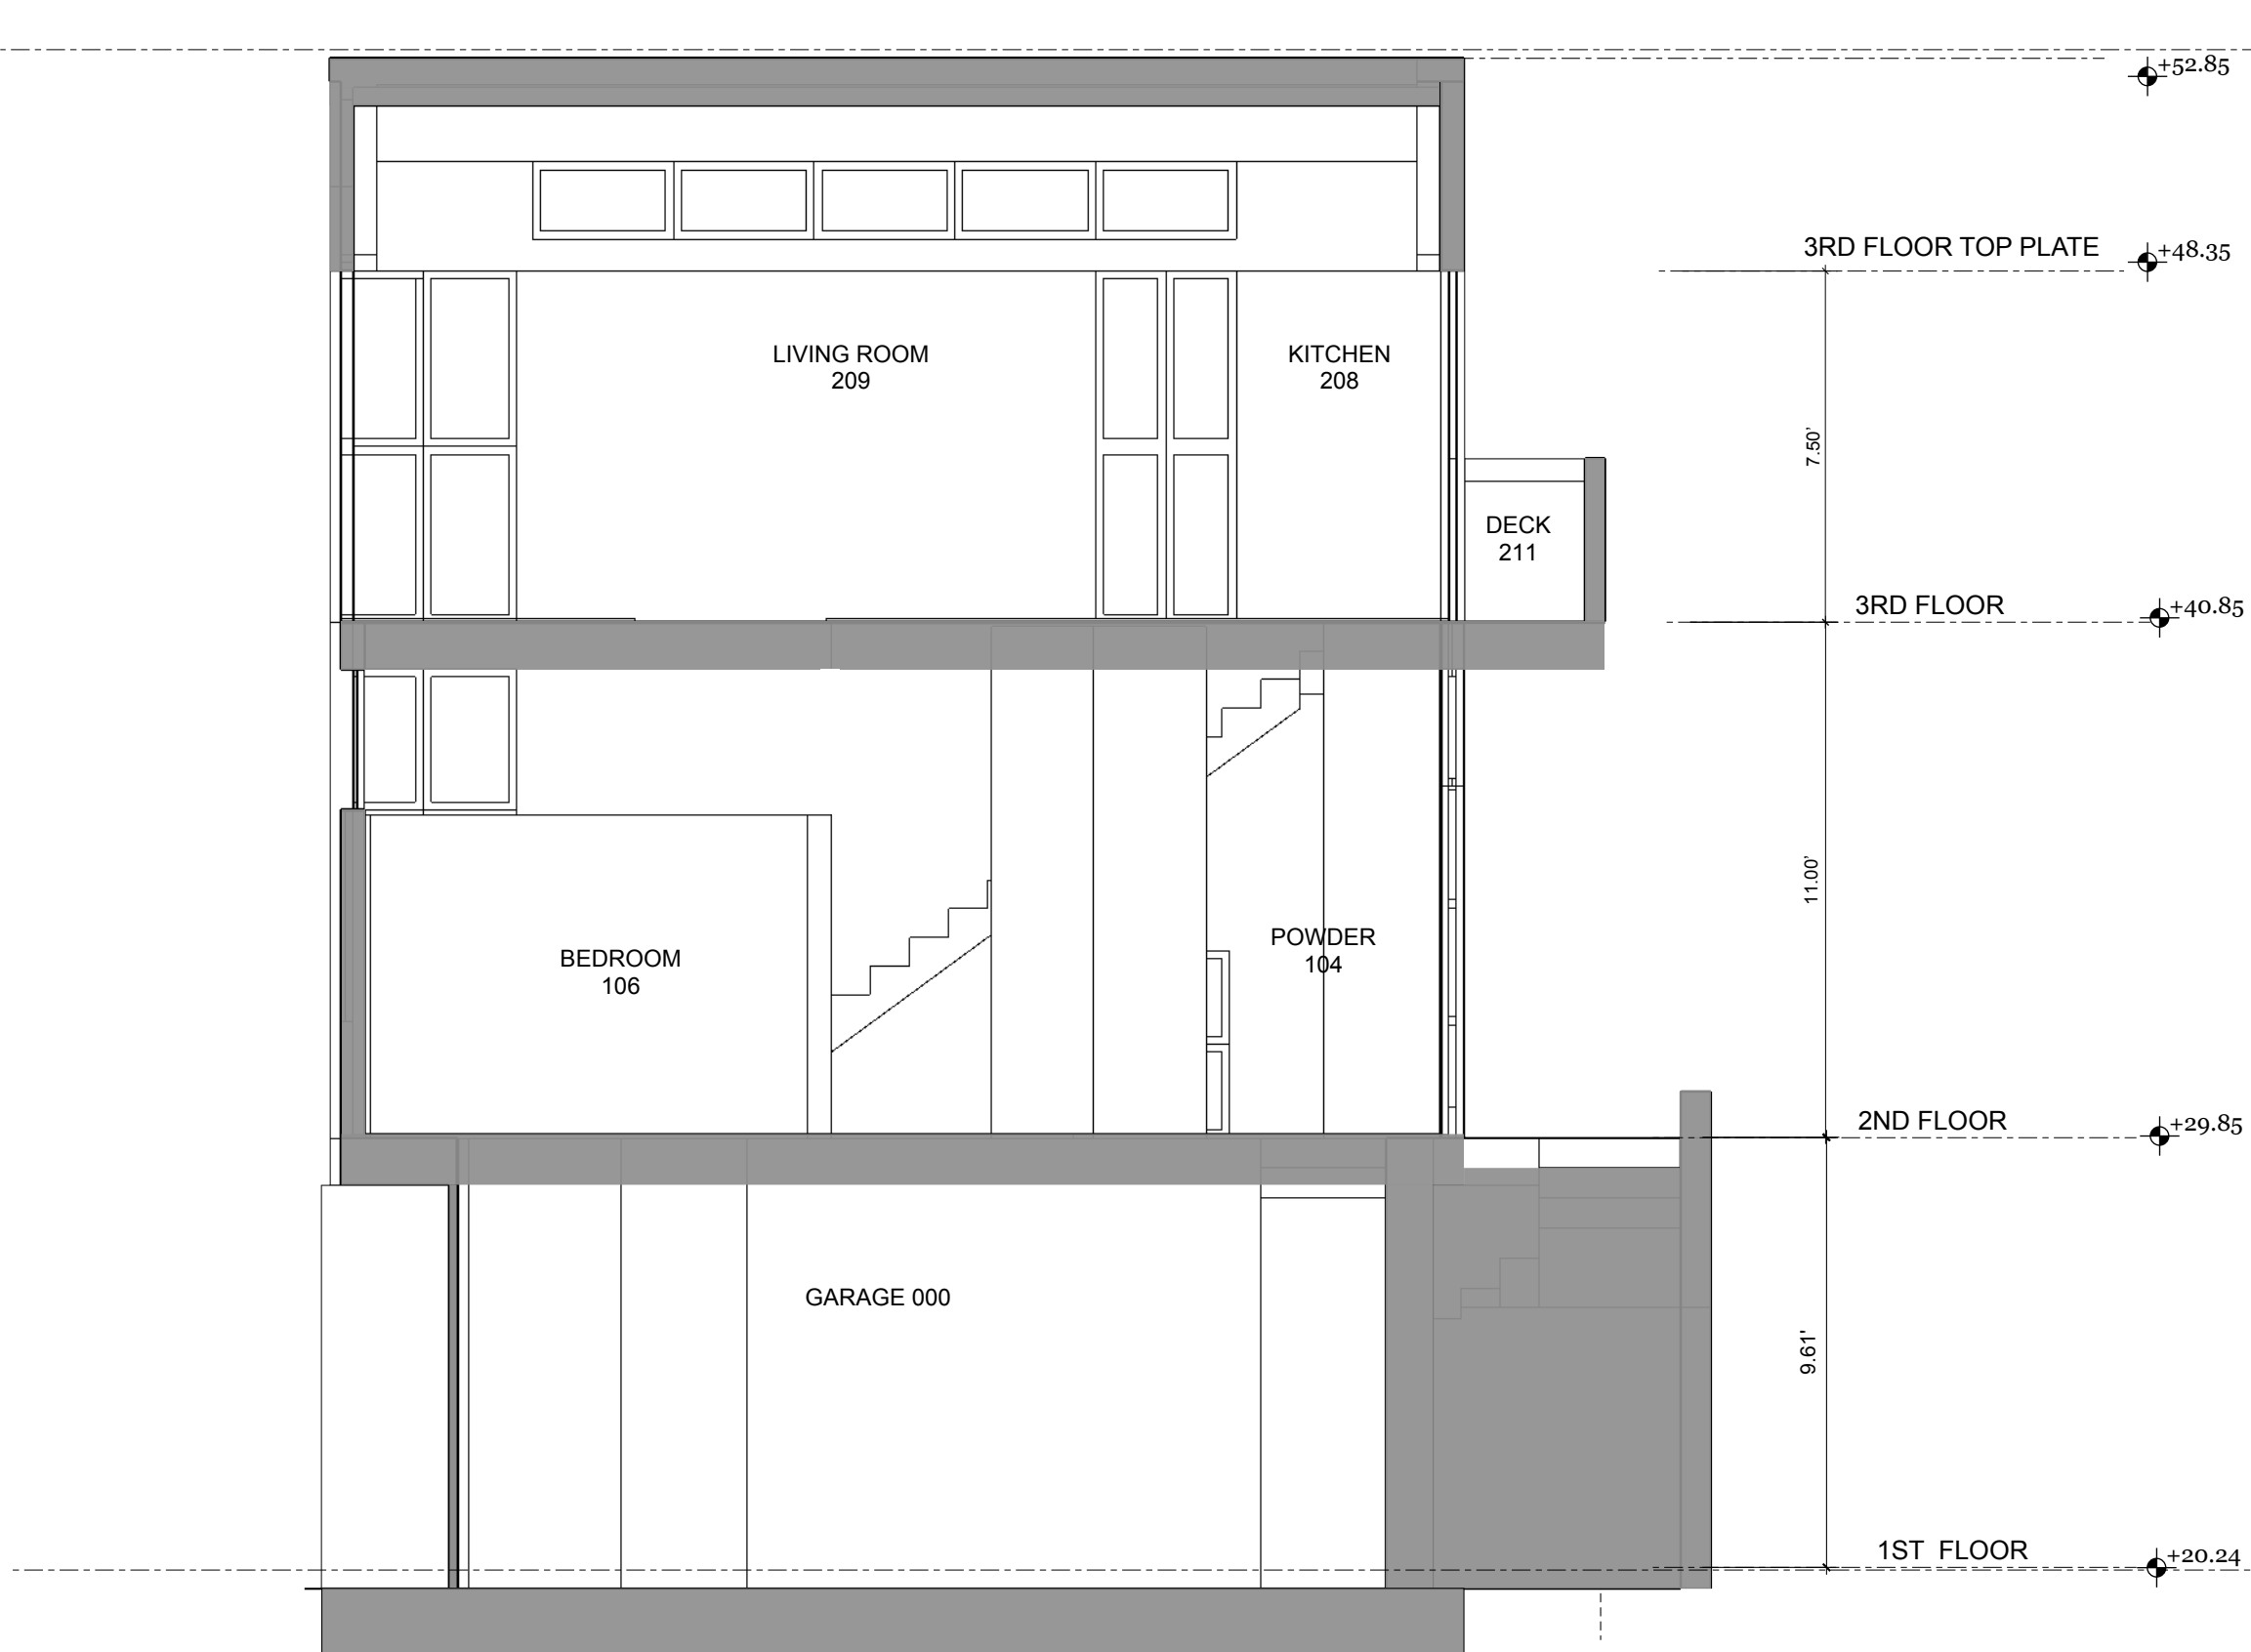 +52.85
3RD FLOOR TOP PLATE
+48.35
LIVING ROOM
209
KITCHEN
208
7.50'
DECK
211
3RD FLOOR
+40.85
11.00'
BEDROOM
106
POWDER
104
2ND FLOOR
+29.85
GARAGE 000
9.61'
1ST FLOOR
+20.24